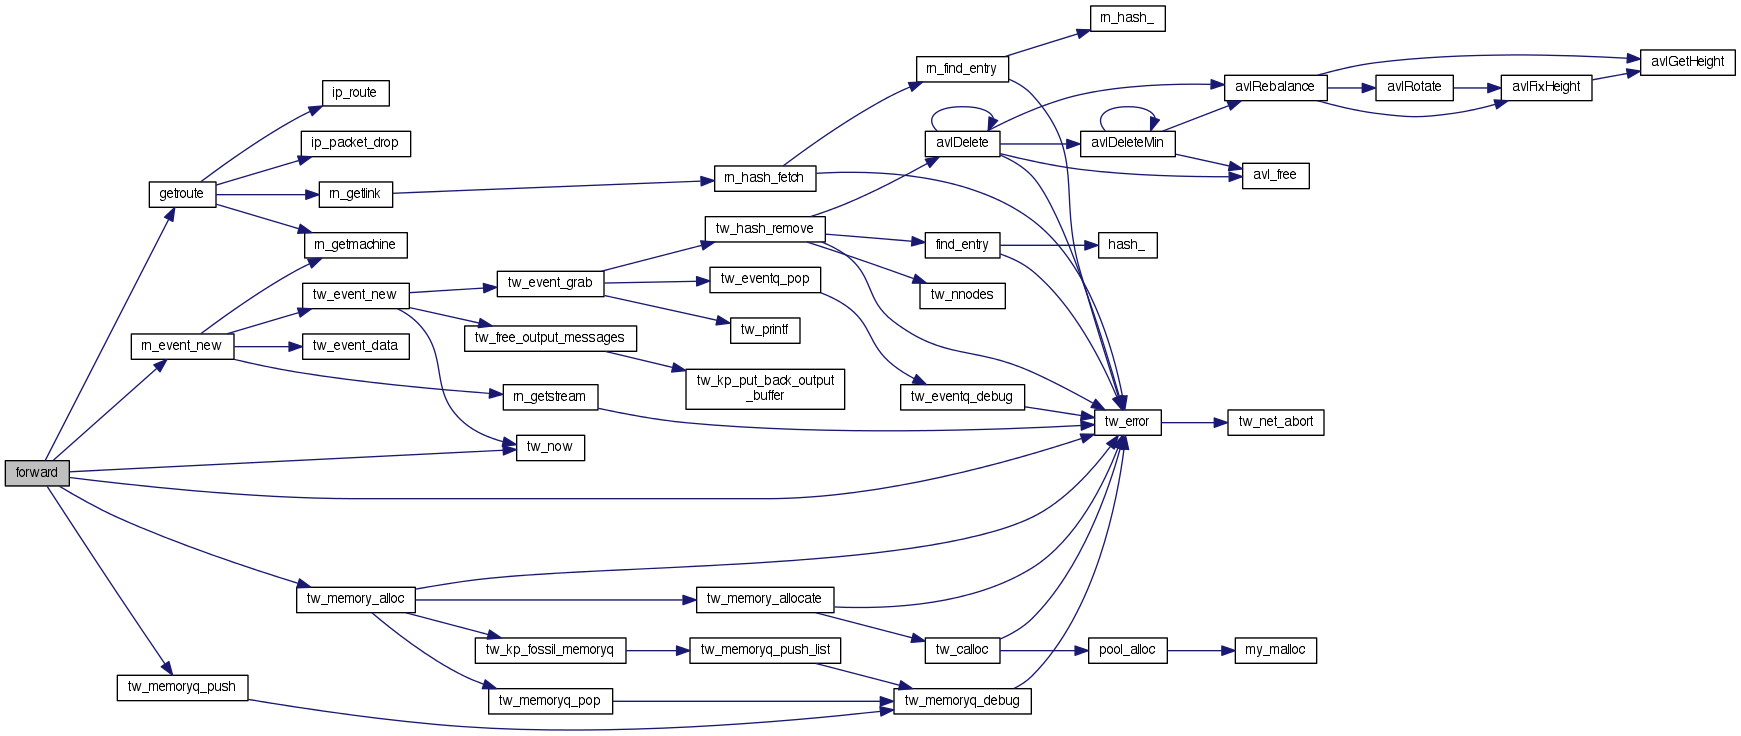 rn_hash_
rn_find_entry
avlGetHeight
ip_route
avlRebalance
avlRotate
avlFixHeight
ip_packet_drop
avlDelete
avlDeleteMin
getroute
rn_getlink
rn_hash_fetch
avl_free
rn_getmachine
tw_hash_remove
find_entry
hash_
tw_event_new
tw_event_grab
tw_eventq_pop
tw_nnodes
rn_event_new
tw_event_data
tw_free_output_messages
tw_printf
rn_getstream
tw_kp_put_back_output
_buffer
tw_eventq_debug
tw_now
tw_error
tw_net_abort
forward
tw_memory_alloc
tw_memory_allocate
tw_kp_fossil_memoryq
tw_memoryq_push_list
tw_calloc
pool_alloc
my_malloc
tw_memoryq_push
tw_memoryq_pop
tw_memoryq_debug